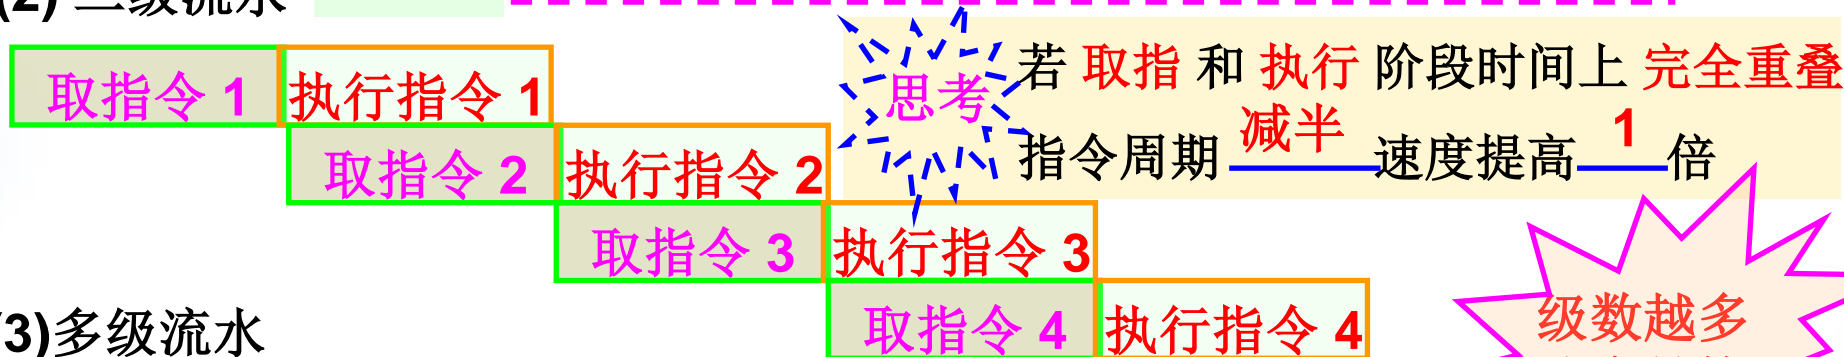 (2) 二级流水
取指令 1 执行指令 1
取指令 2 执行指令 2
取指令 3 执行指令 3
取指令 4 执行指令 4
思考
若 取指 和 执行 阶段时间上 完全重叠
指令周期 减半 速度提高 1 倍
级数越多
3)多级流水